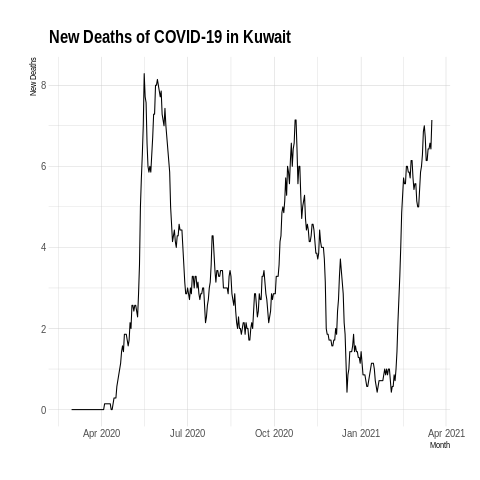 New Deaths of COVID-19 in Kuwait
New Deaths
8
6
4
2
0
Apr 2020
Jul 2020
Oct 2020
Jan 2021
Apr 2021
Month